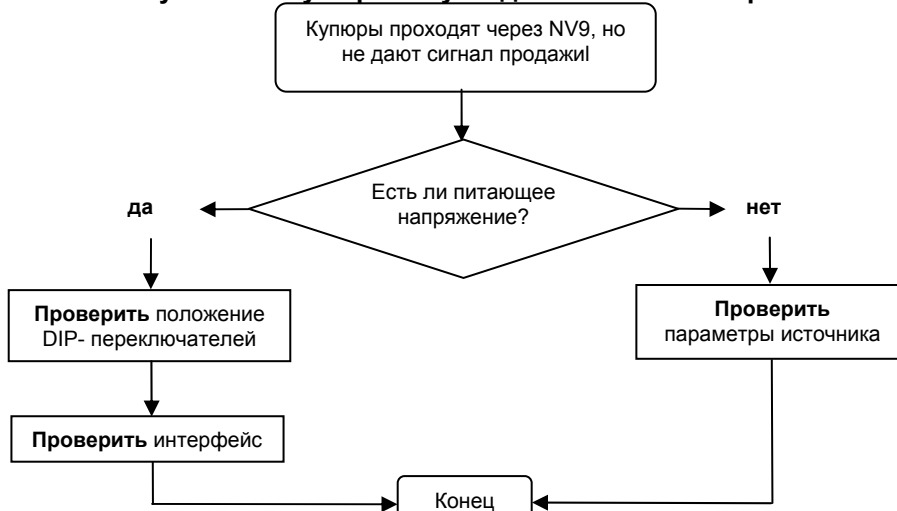 Купюры проходят через NV9, но
не дают сигнал продажиl
Есть ли питающее
напряжение?
да
нет
Проверить положение
DIP- переключателей
Проверить
параметры источника
Проверить интерфейс
Конец